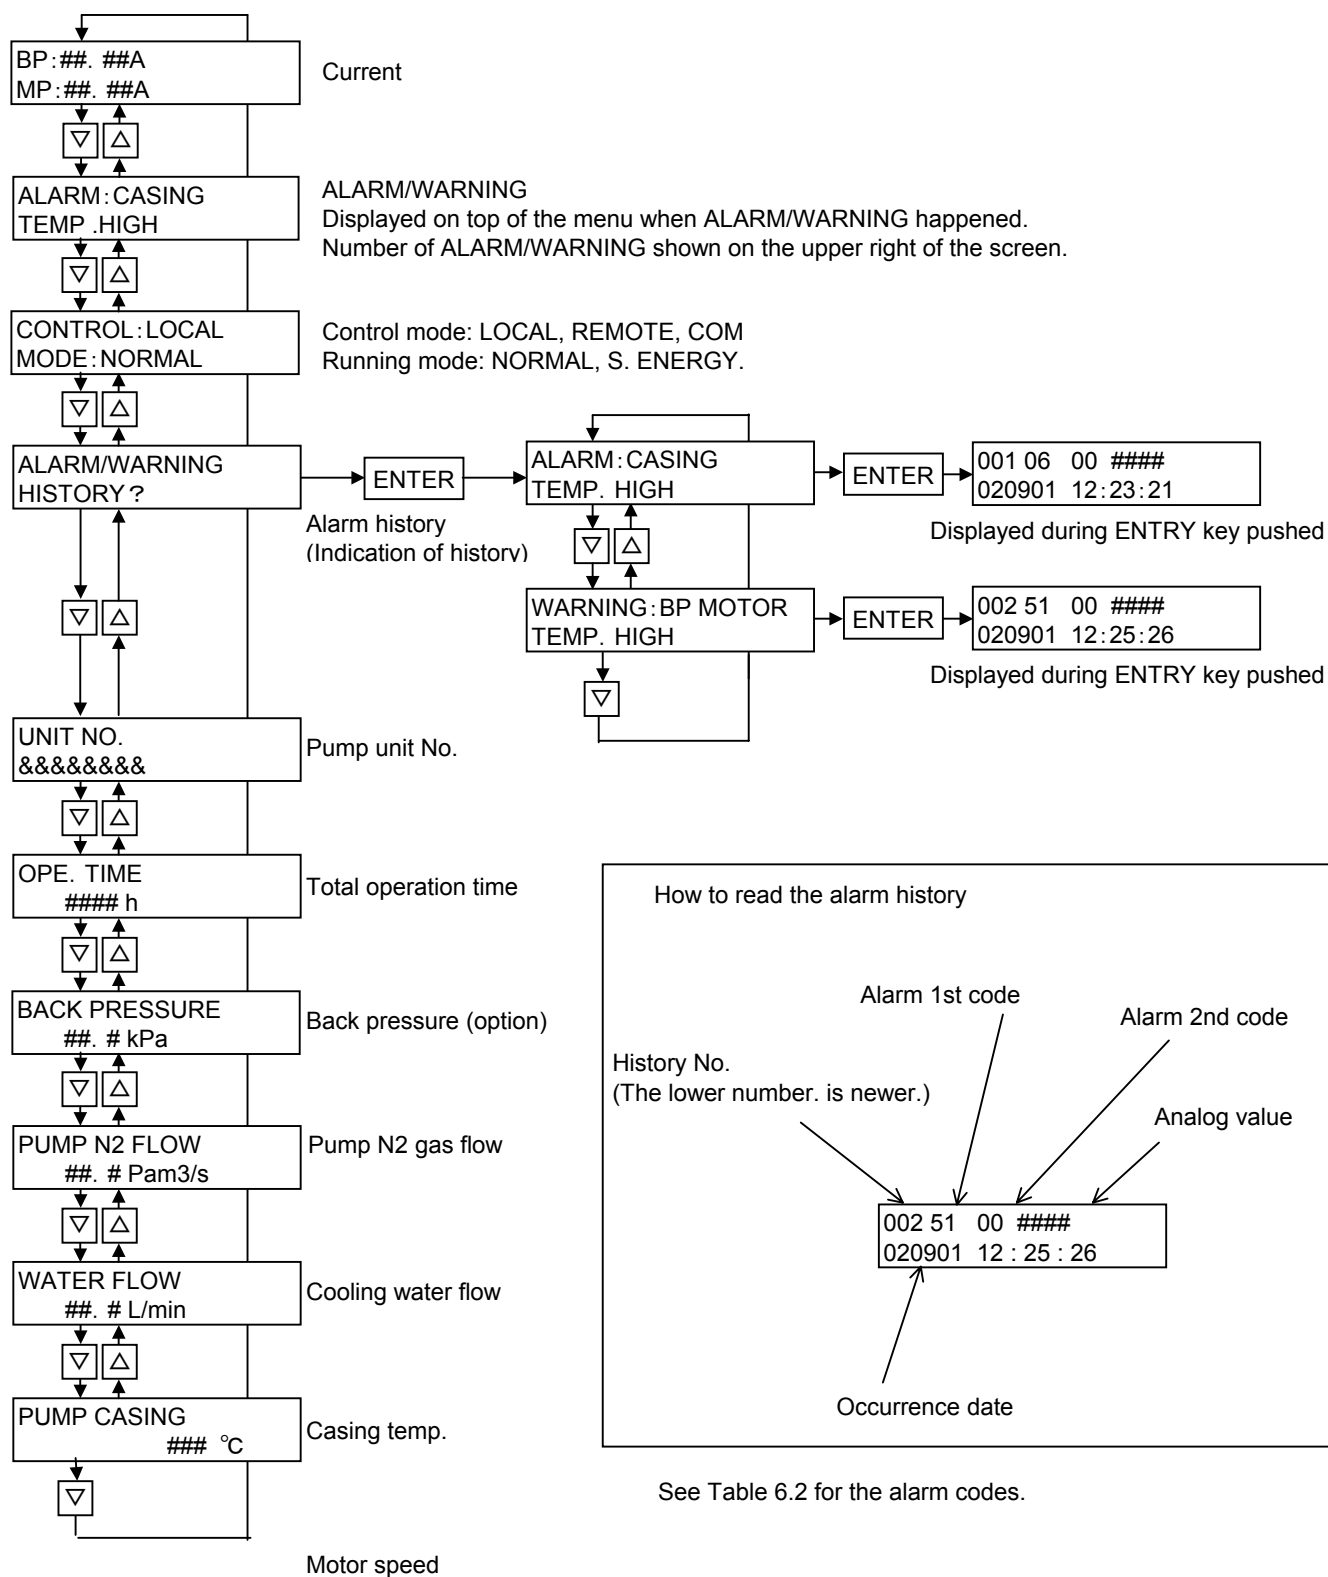 BP:##. ##A
MP:##. ##A
Current
ALARM:CASING
TEMP .HIGH
ALARM/WARNING
Displayed on top of the menu when ALARM/WARNING happened.
Number of ALARM/WARNING shown on the upper right of the screen.
CONTROL:LOCAL
MODE:NORMAL
Control mode: LOCAL, REMOTE, COM
Running mode: NORMAL, S. ENERGY.
ALARM/WARNING
HISTORY?
ENTER
Alarm history
(Indication of history)
ALARM:CASING
TEMP. HIGH
ENTER
001 06 00 ####
020901 12:23:21
Displayed during ENTRY key pushed
WARNING:BP MOTOR
TEMP. HIGH
ENTER
002 51 00 ####
020901 12:25:26
Displayed during ENTRY key pushed
UNIT NO.
&&&&&&&&
Pump unit No.
OPE. TIME
#### h
Total operation time
BACK PRESSURE
##. # kPa
Back pressure (option)
PUMP N2 FLOW
##. # Pam3/s
Pump N2 gas flow
WATER FLOW
##. # L/min
Cooling water flow
PUMP CASING
### °C
Casing temp.
Motor speed
How to read the alarm history
Alarm 1st code
Alarm 2nd code
History No.
(The lower number. is newer.)
Analog value
002 51 00 ####
020901 12 : 25 : 26
Occurrence date
See Table 6.2 for the alarm codes.